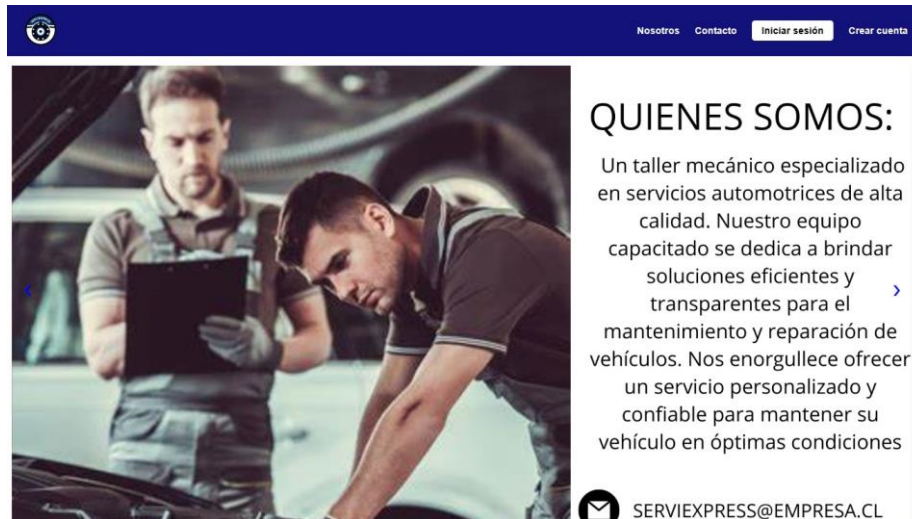 Nosotros Contacto Iniciar sesión Crear cuenta
QUIENES SOMOS:
Un taller mecánico especializado
en servicios automotrices de alta
calidad. Nuestro equipo
capacitado se dedica a brindar
soluciones eficientes y
transparentes para el
mantenimiento y reparación de
vehículos. Nos enorgullece ofrecer
un servicio personalizado y
confiable para mantener su
vehículo en óptimas condiciones
SERVIEXPRESS@EMPRESA.CL